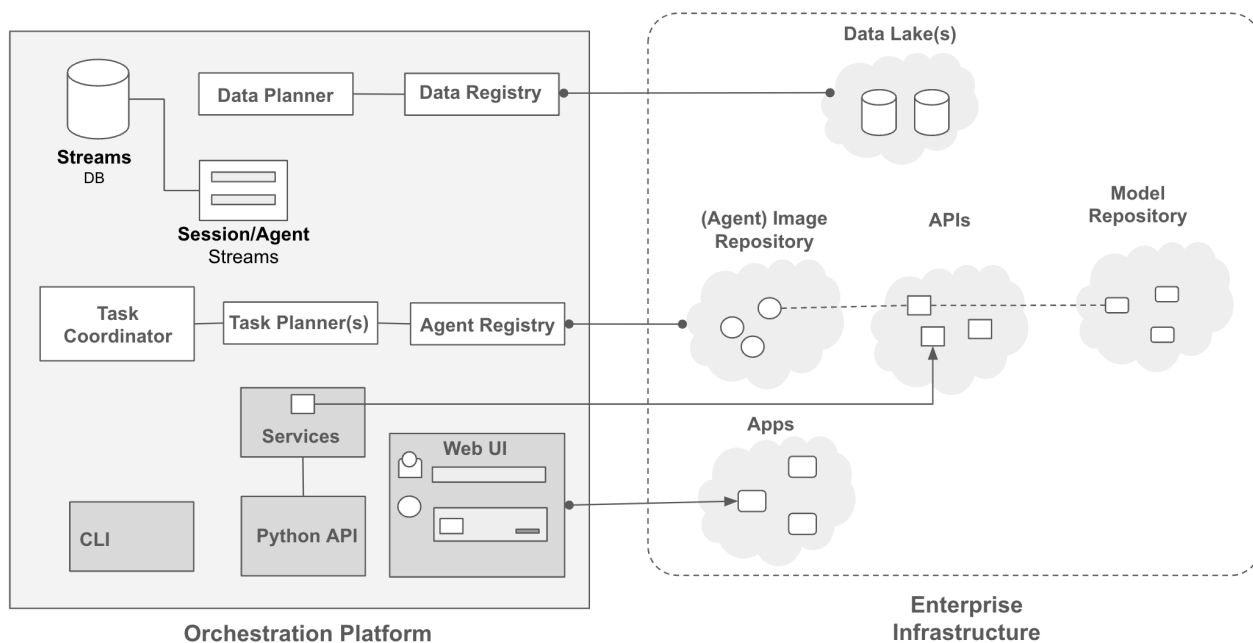 Data Lake(s)
Data Planner
Data Registry
Streams
DB
Session/Agent
Streams
(Agent) Image
Repository
APIs
Model
Repository
Task
Coordinator
Task Planner(s)
Agent Registry
Services
Apps
Web UI
CLI
Python API
Orchestration Platform
Enterprise
Infrastructure